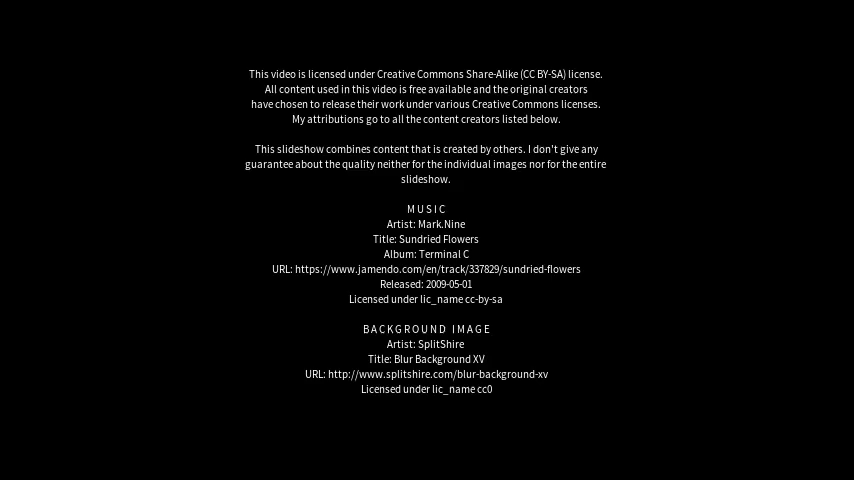 This video is licensed under Creative Commons Share-Alike (CC BY-SA) license.
All content used in this video is free available and the original creators
have chosen to release their work under various Creative Commons licenses.
My attributions go to all the content creators listed below.
This slideshow combines content that is created by others. I don't give any
guarantee about the quality neither for the individual images nor for the entire
slideshow.
MUSIC
Artist: Mark.Nine
Title: Sundried Flowers
Album: Terminal C
URL: https://www.jamendo.com/en/track/337829/sundried-flowers
Released: 2009-05-01
Licensed under lic_name cc-by-sa
BACKGROUND IMAGE
Artist: SplitShire
Title: Blur Background XV
URL: http://www.splitshire.com/blur-background-xv
Licensed under lic_name cc0